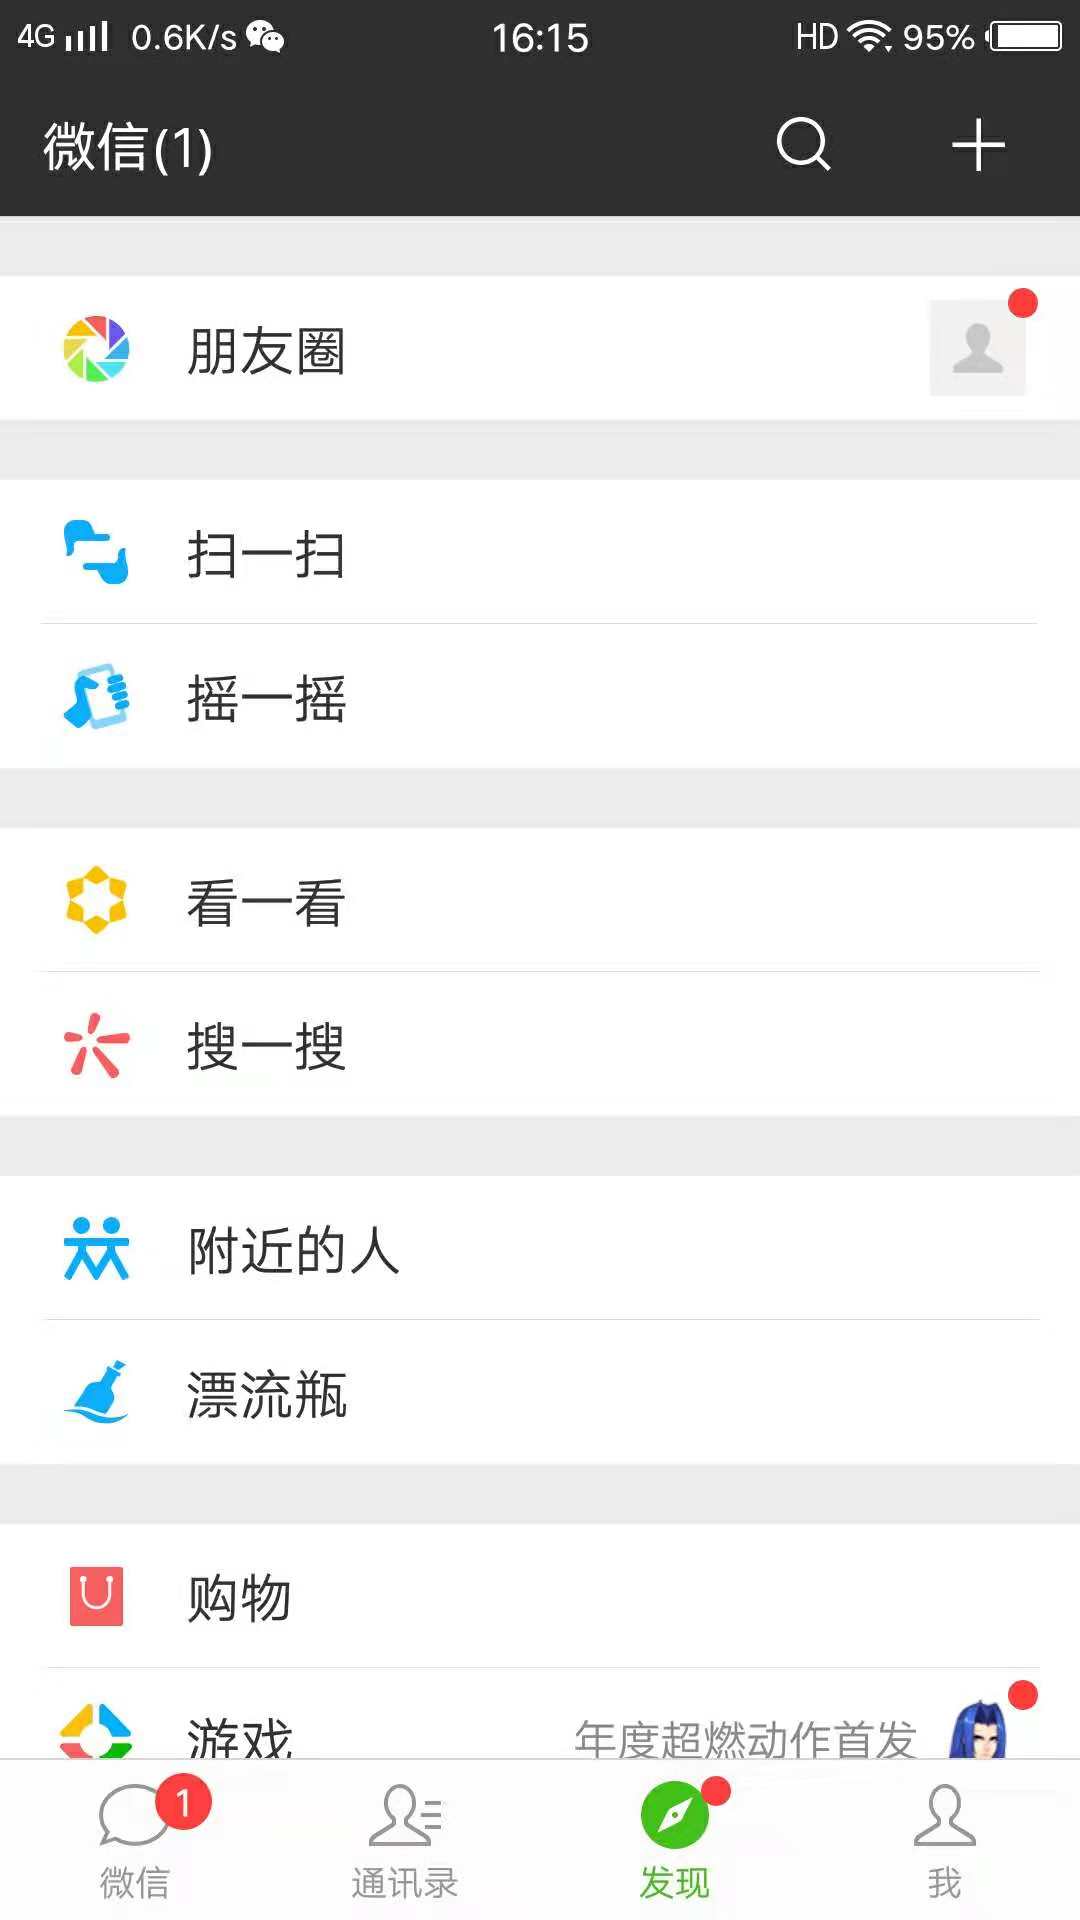 4G 0.6K/s 16:15 HD 95%
微信(1)
朋友圈
扫一扫
摇一摇
看一看
搜一搜
附近的人
漂流瓶
购物
游戏 年度超燃动作首发
1
微信 通讯录 发现 我